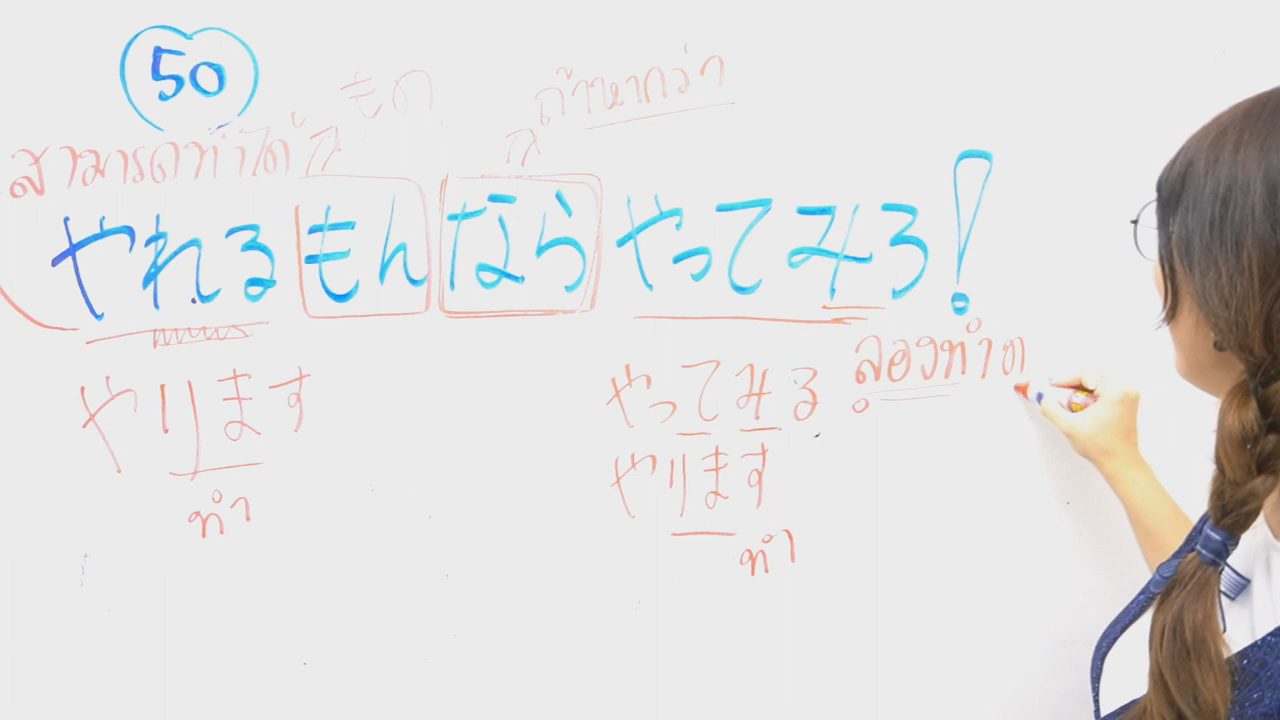 50
もの ถ้าหากว่า
สามารถทำได้
やれるもんならやってみろ!
やります やってみる ลองทำด
やります
ทำ ทำ